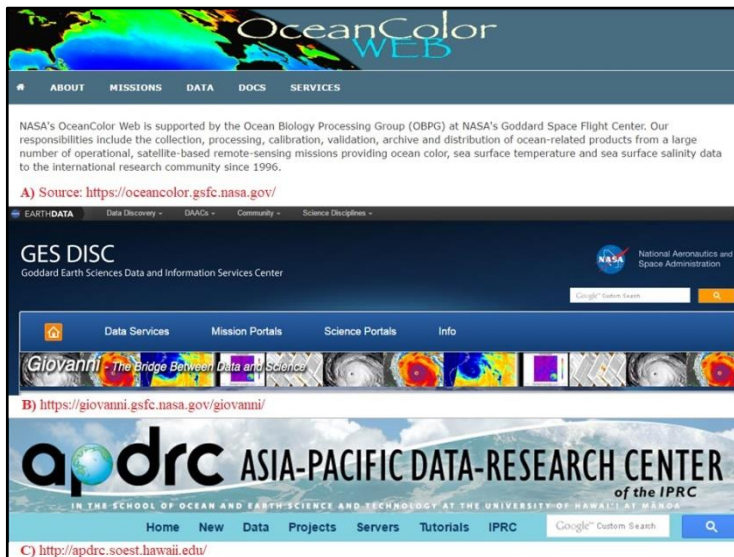 OceanColor
WEB
ABOUT MISSIONS DATA DOCS SERVICES
NASA's OceanColor Web is supported by the Ocean Biology Processing Group (OBPG) at NASA's Goddard Space Flight Center. Our
responsibilities include the collection, processing, calibration, validation, archive and distribution of ocean-related products from a large
number of operational, satellite-based remote-sensing missions providing ocean color, sea surface temperature and sea surface salinity data
to the international research community since 1996.
A) Source: https://oceancolor.gsfc.nasa.gov/
EARTHDATA Data Discovery DAACs Community Science Disciplines
GES DISC
Goddard Earth Sciences Data and Information Services Center
NASA
National Aeronautics and
Space Administration
Google™ Custom Search
Data Services Mission Portals Science Portals Info
Giovanni - The Bridge Between Data and Science
B) https://giovanni.gsfc.nasa.gov/giovanni/
apdrc ASIA-PACIFIC DATA-RESEARCH CENTER
of the IPRC
IN THE SCHOOL OF OCEAN AND EARTH SCIENCE AND TECHNOLOGY AT THE UNIVERSITY OF HAWAI'I AT MĀNOA
Home New Data Projects Servers Tutorials IPRC Google™ Custom Search
C) http://apdrc.soest.hawaii.edu/